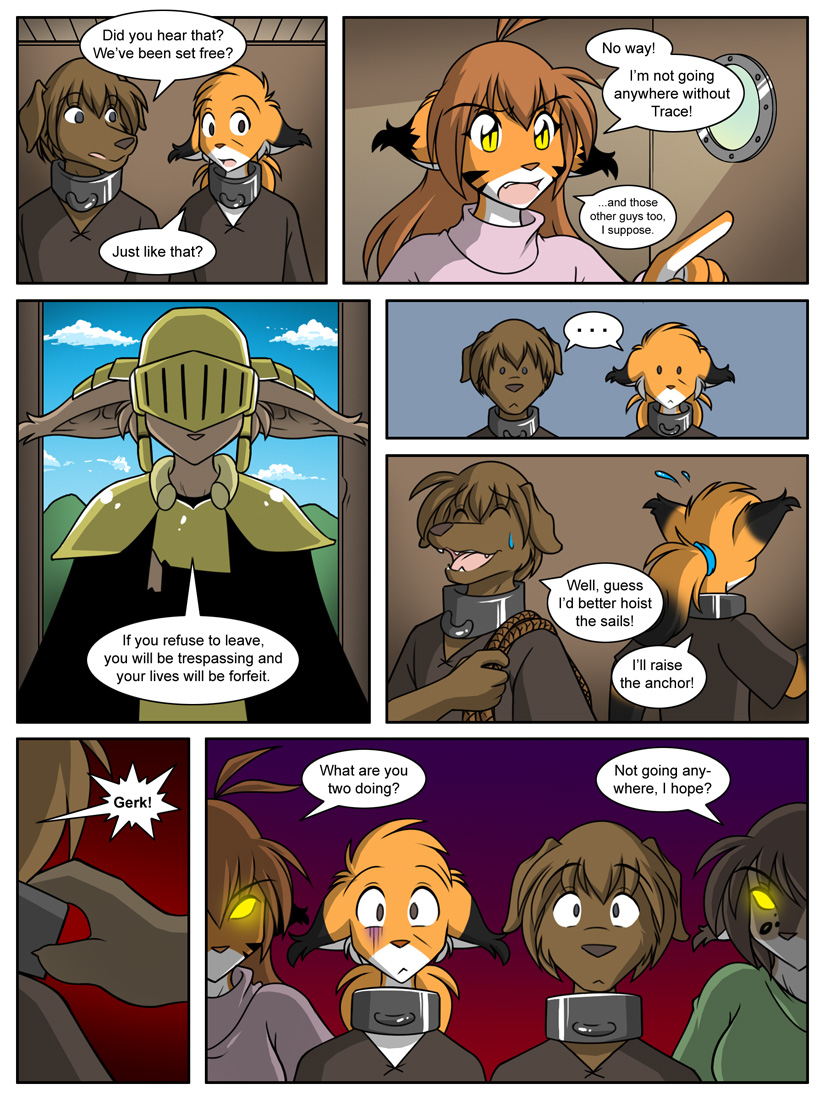 Did you hear that?
We've been set free?
Just like that?
No way!
I'm not going
anywhere without
Trace!
...and those
other guys too,
I suppose.
If you refuse to leave,
you will be trespassing and
your lives will be forfeit.
...
Well, guess
I'd better hoist
the sails!
I'll raise
the anchor!
Gerk!
What are you
two doing?
Not going any-
where, I hope?